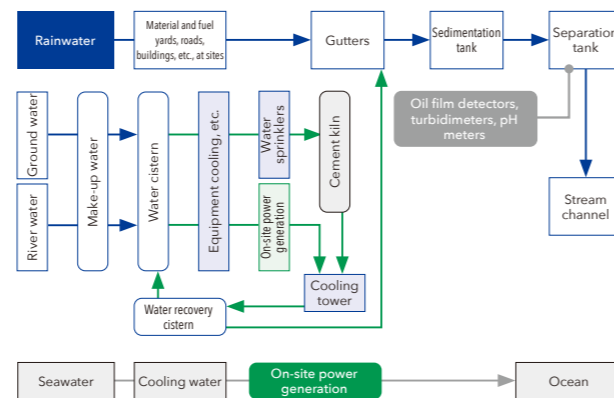 Rainwater
Material and fuel
yards, roads,
buildings, etc., at sites
Gutters
Sedimentation
tank
Separation
tank
Oil film detectors,
turbidimeters, pH
meters
Stream
channel
Ground water
River water
Make-up water
Water cistern
Equipment cooling, etc.
Water
sprinklers
On-site power
generation
Cement kiln
Cooling
tower
Water recovery
cistern
Seawater
Cooling water
On-site power
generation
Ocean